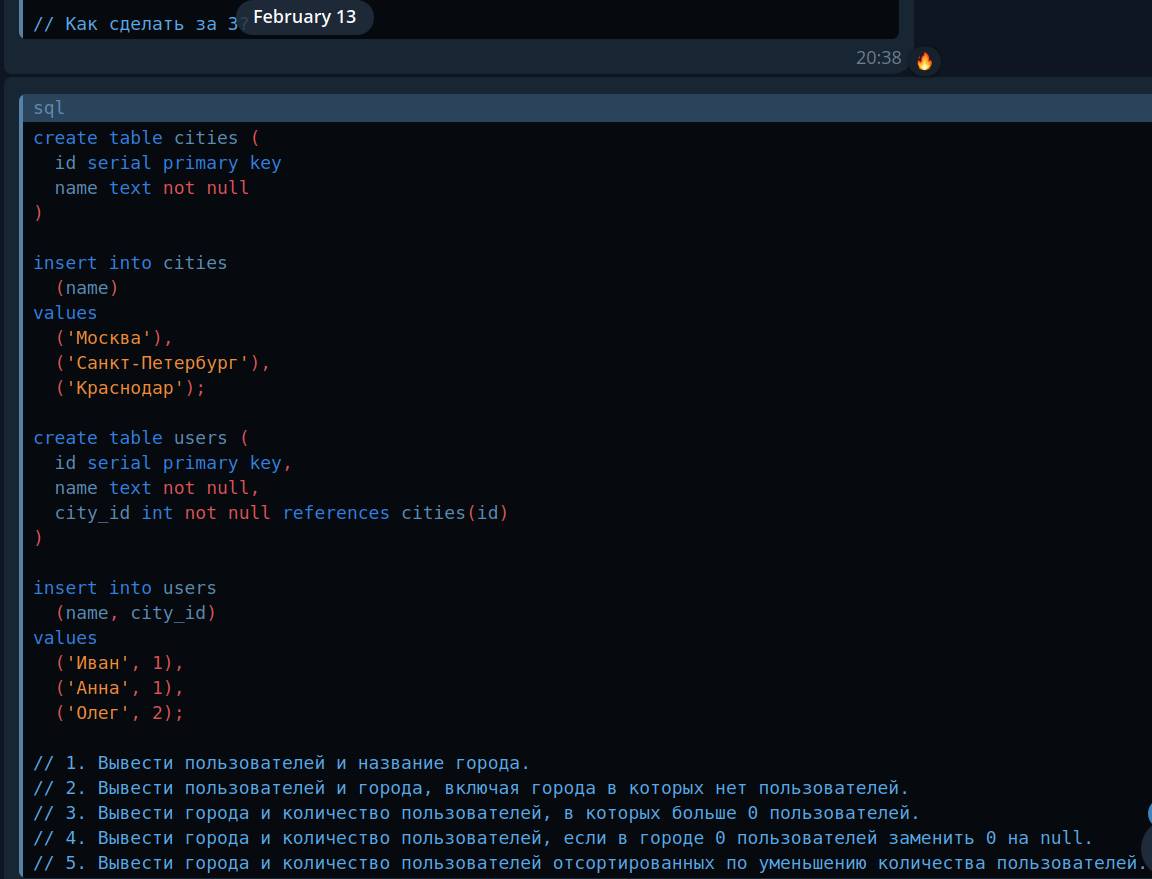 // Как сделать за 3?
February 13
20:38
sql
create table cities (
  id serial primary key
  name text not null
)
insert into cities
  (name)
values
  ('Москва'),
  ('Санкт-Петербург'),
  ('Краснодар');
create table users (
  id serial primary key,
  name text not null,
  city_id int not null references cities(id)
)
insert into users
  (name, city_id)
values
  ('Иван', 1),
  ('Анна', 1),
  ('Олег', 2);
// 1. Вывести пользователей и название города.
// 2. Вывести пользователей и города, включая города в которых нет пользователей.
// 3. Вывести города и количество пользователей, в которых больше 0 пользователей.
// 4. Вывести города и количество пользователей, если в городе 0 пользователей заменить 0 на null.
// 5. Вывести города и количество пользователей отсортированных по уменьшению количества пользователей.